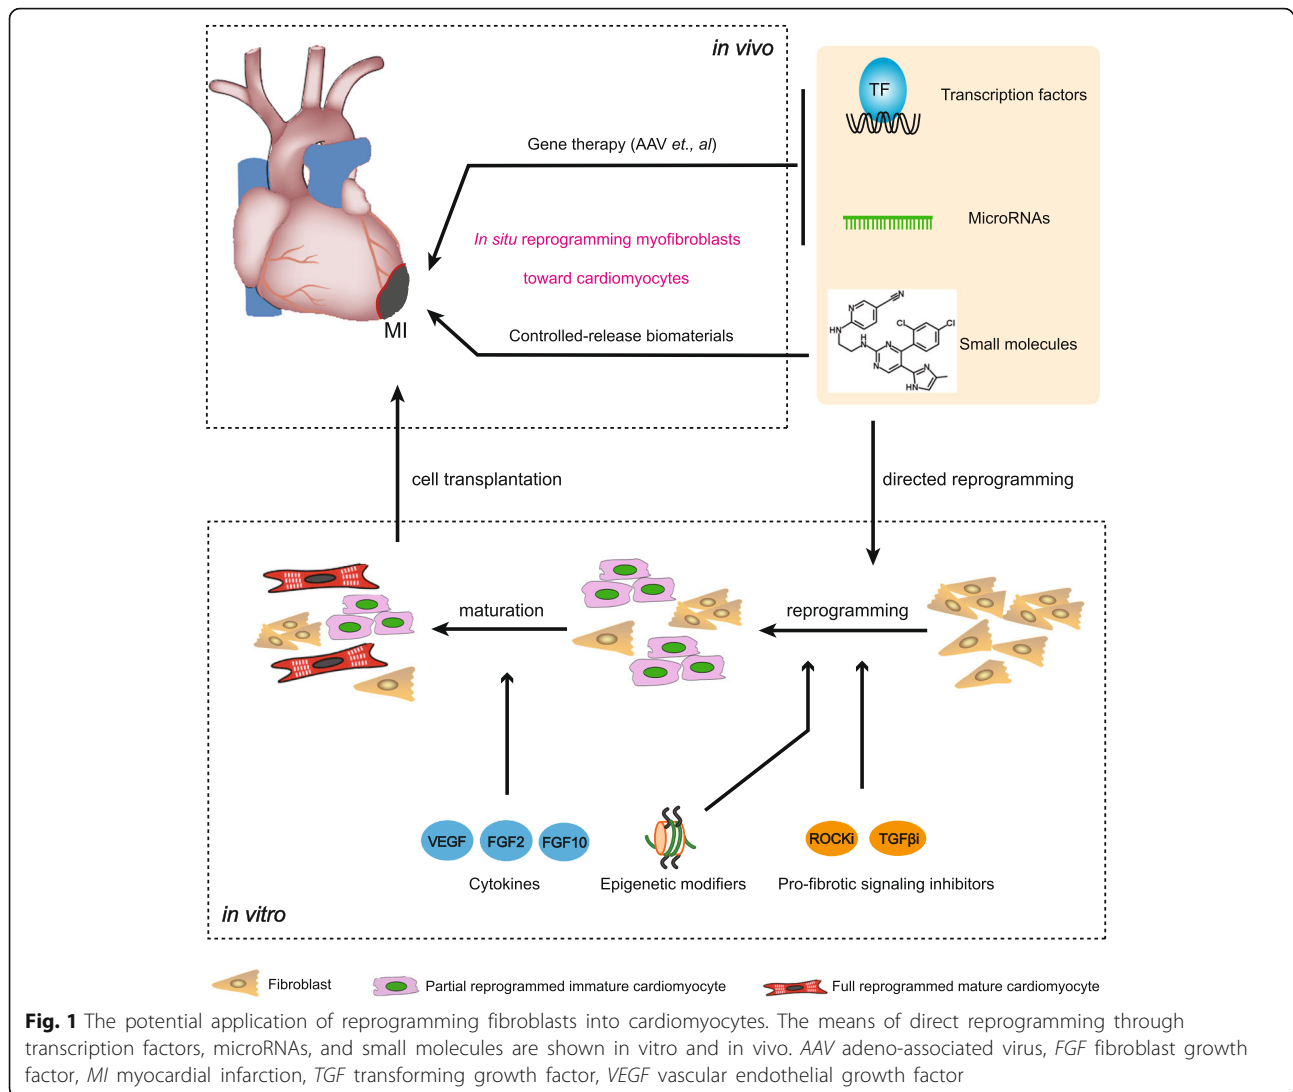 in vivo
TF
Transcription factors
Gene therapy (AAV et., al)
MicroRNAs
In situ reprogramming myofibroblasts
toward cardiomyocytes
N
N
HN
H
N
N
N
Cl
Cl
N
HN
Small molecules
MI
Controlled-release biomaterials
cell transplantation
directed reprogramming
maturation
reprogramming
VEGF
FGF2
FGF10
ROCKi
TGFβi
Cytokines
Epigenetic modifiers
Pro-fibrotic signaling inhibitors
in vitro
Fibroblast
Partial reprogrammed immature cardiomyocyte
Full reprogrammed mature cardiomyocyte
Fig. 1 The potential application of reprogramming fibroblasts into cardiomyocytes. The means of direct reprogramming through
transcription factors, microRNAs, and small molecules are shown in vitro and in vivo. AAV adeno-associated virus, FGF fibroblast growth
factor, MI myocardial infarction, TGF transforming growth factor, VEGF vascular endothelial growth factor